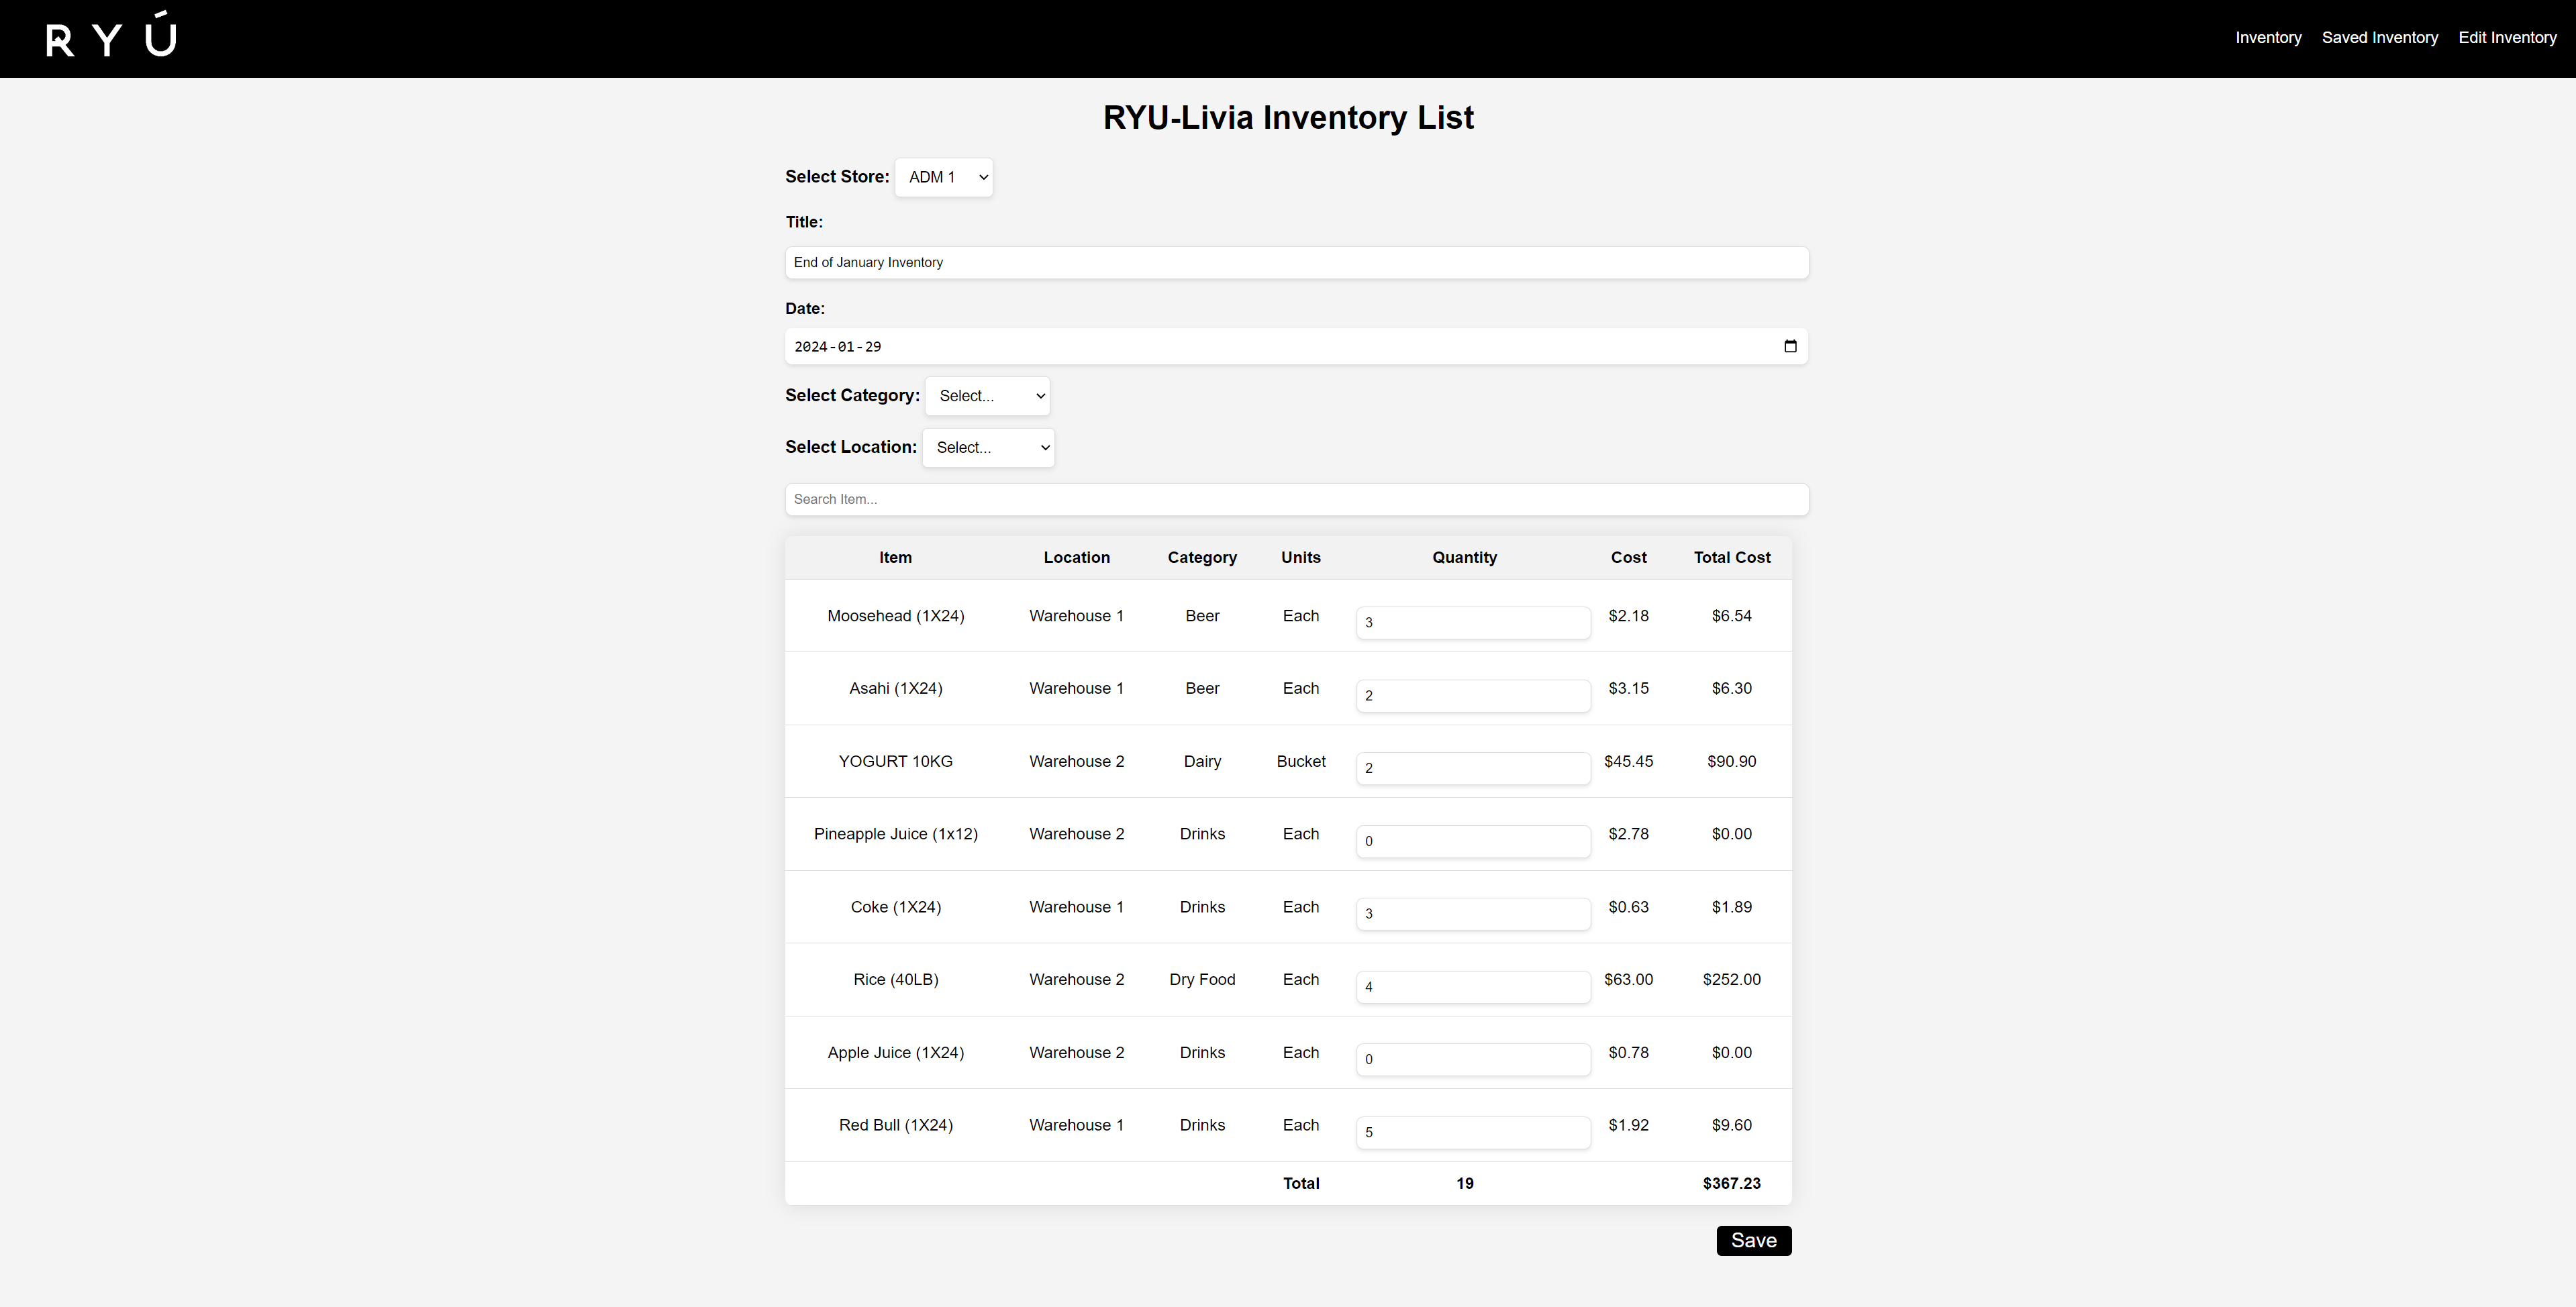 RYÚ
Inventory Saved Inventory Edit Inventory
RYU-Livia Inventory List
Select Store: ADM 1
Title:
End of January Inventory
Date:
2024-01-29
Select Category: Select...
Select Location: Select...
Search Item...
Item Location Category Units Quantity Cost Total Cost
Moosehead (1X24) Warehouse 1 Beer Each 3 $2.18 $6.54
Asahi (1X24) Warehouse 1 Beer Each 2 $3.15 $6.30
YOGURT 10KG Warehouse 2 Dairy Bucket 2 $45.45 $90.90
Pineapple Juice (1x12) Warehouse 2 Drinks Each 0 $2.78 $0.00
Coke (1X24) Warehouse 1 Drinks Each 3 $0.63 $1.89
Rice (40LB) Warehouse 2 Dry Food Each 4 $63.00 $252.00
Apple Juice (1X24) Warehouse 2 Drinks Each 0 $0.78 $0.00
Red Bull (1X24) Warehouse 1 Drinks Each 5 $1.92 $9.60
Total 19 $367.23
Save